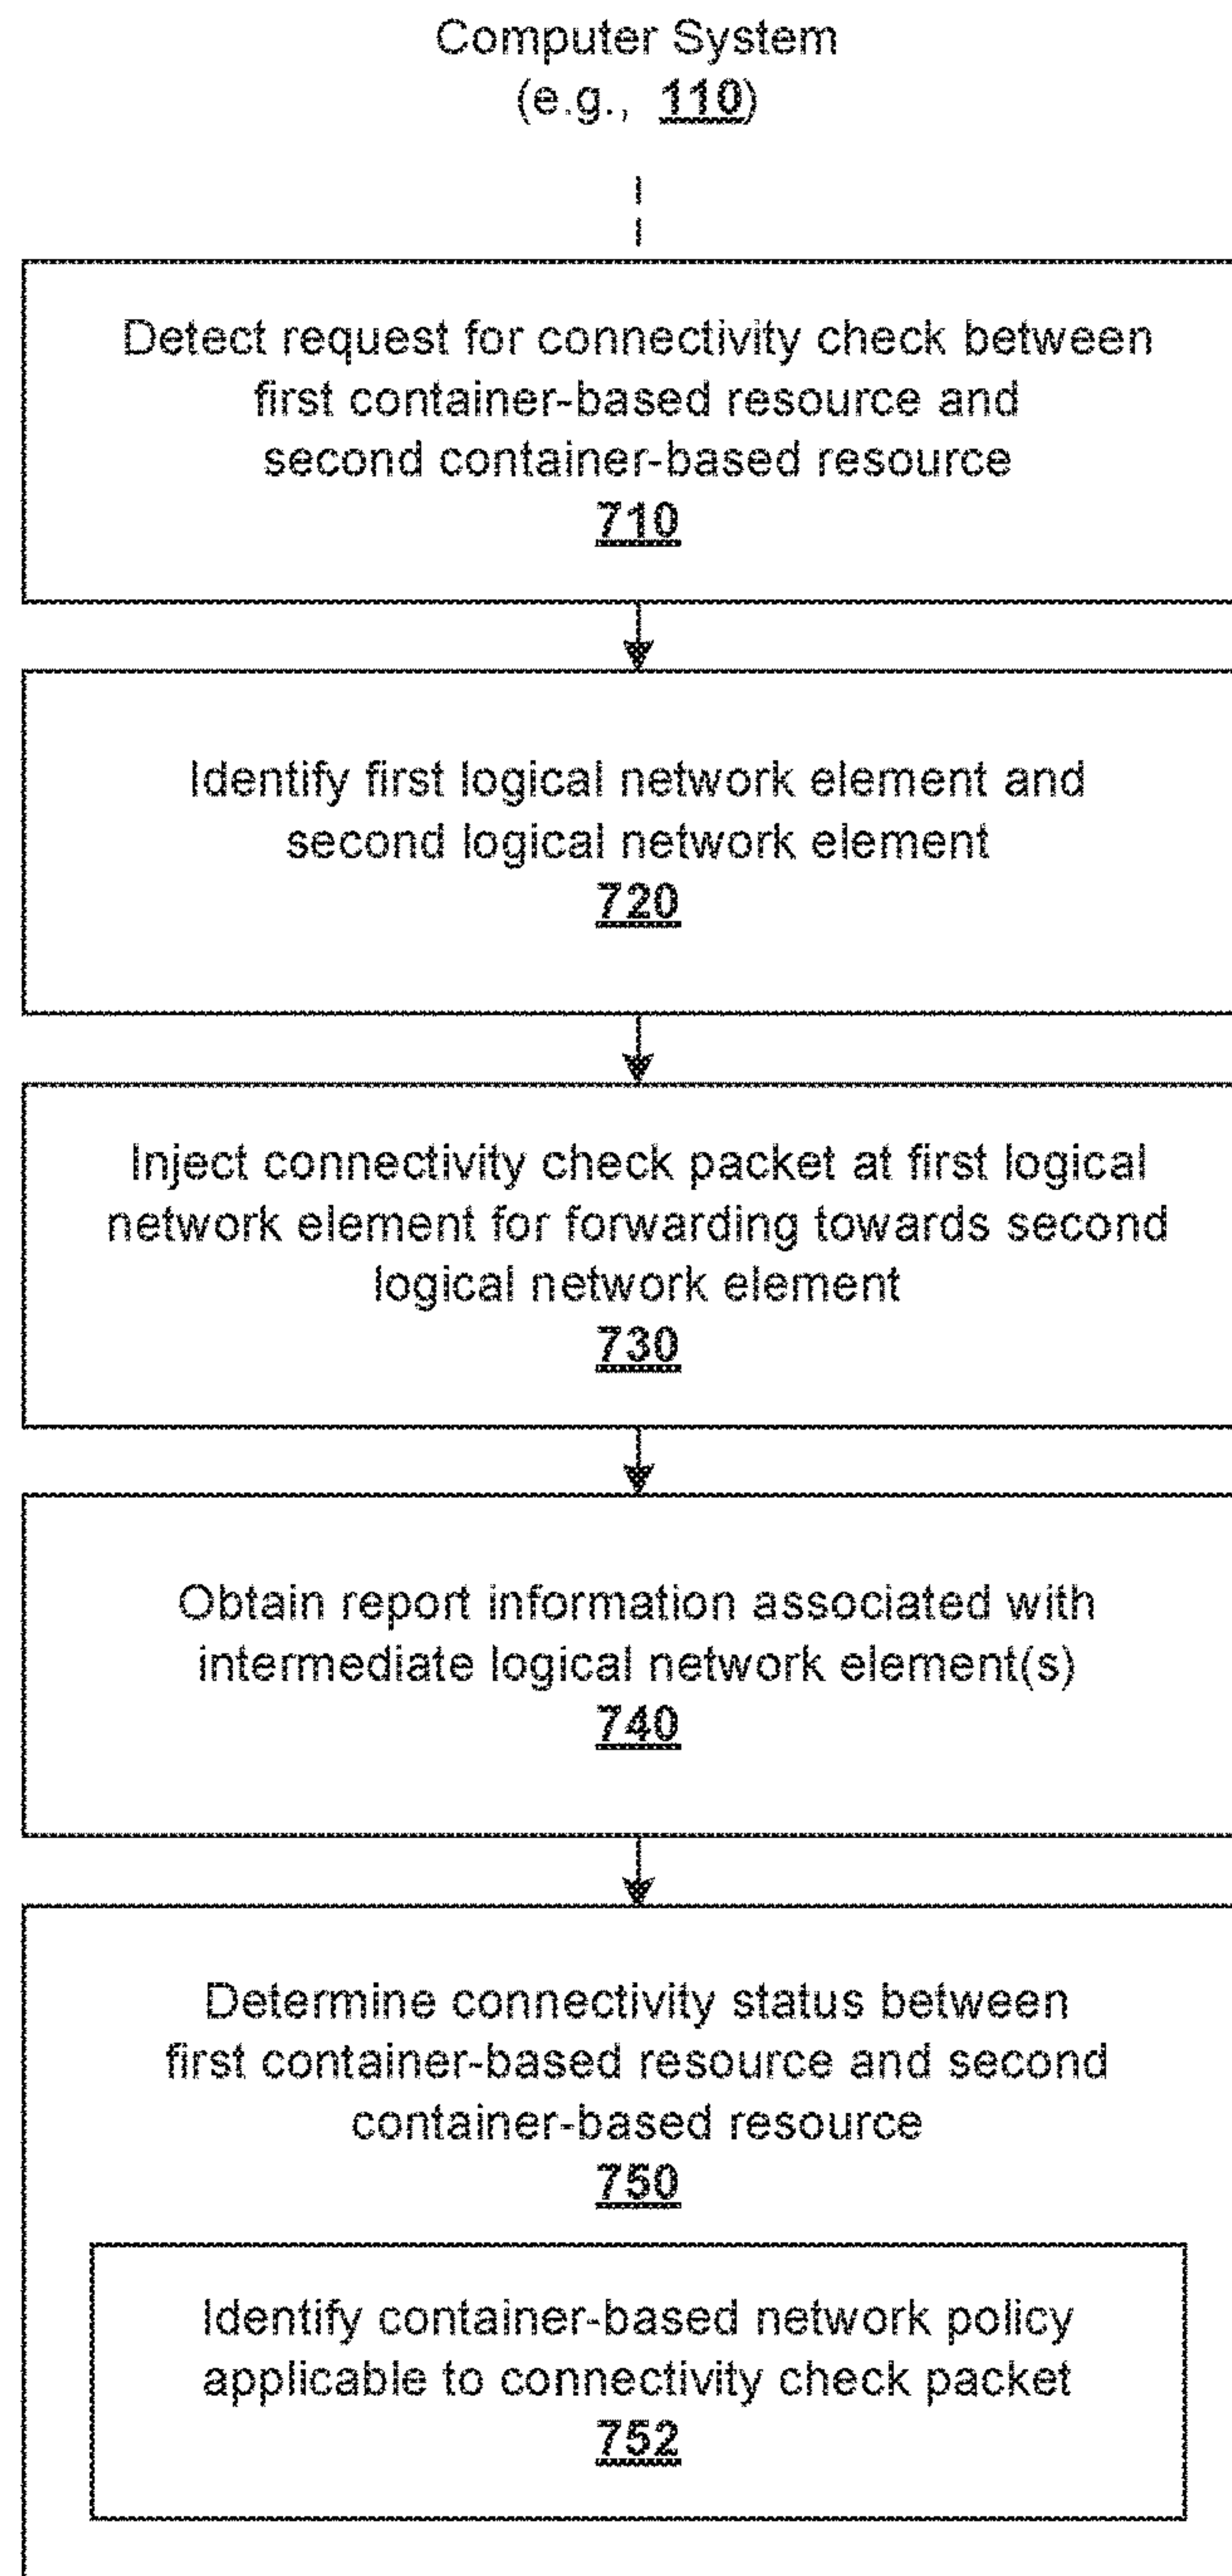 Computer System
(e.g., 110)
Detect request for connectivity check between
first container-based resource and
second container-based resource
710
Identify first logical network element and
second logical network element
720
Inject connectivity check packet at first logical
network element for forwarding towards second
logical network element
730
Obtain report information associated with
intermediate logical network element(s)
740
Determine connectivity status between
first container-based resource and second
container-based resource
750
Identify container-based network policy
applicable to connectivity check packet
752